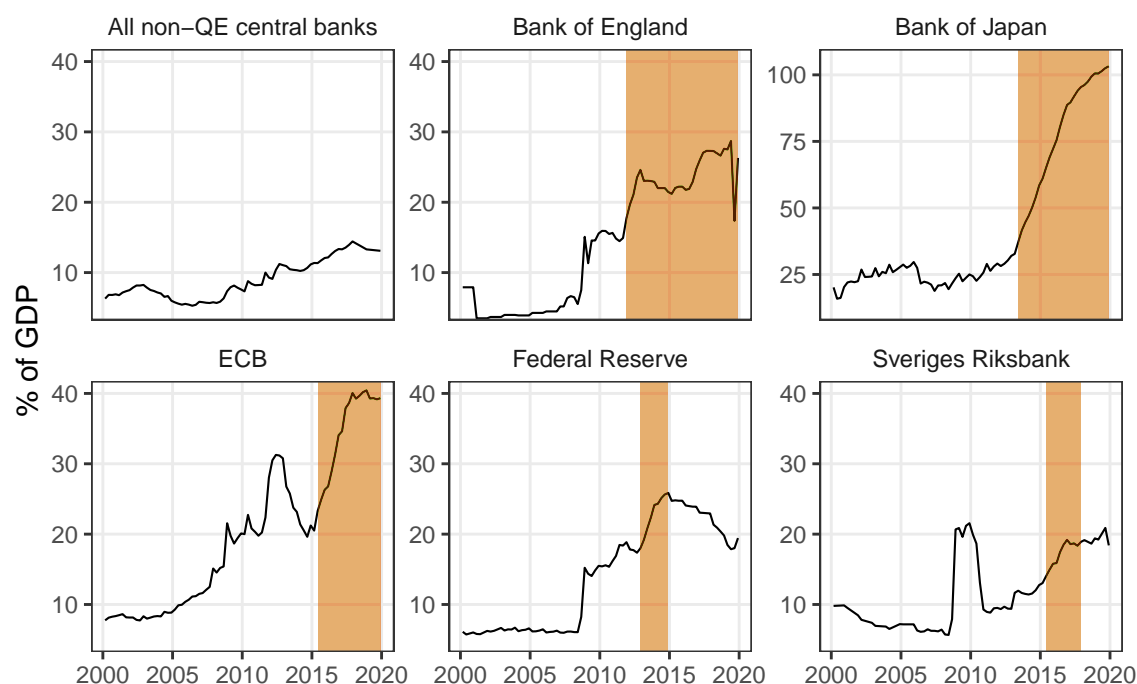 All non−QE central banks
Bank of England
Bank of Japan
40
30
20
10
40
30
20
10
100
75
50
25
% of GDP
ECB
Federal Reserve
Sveriges Riksbank
40
30
20
10
40
30
20
10
40
30
20
10
2000 2005 2010 2015 2020
2000 2005 2010 2015 2020
2000 2005 2010 2015 2020